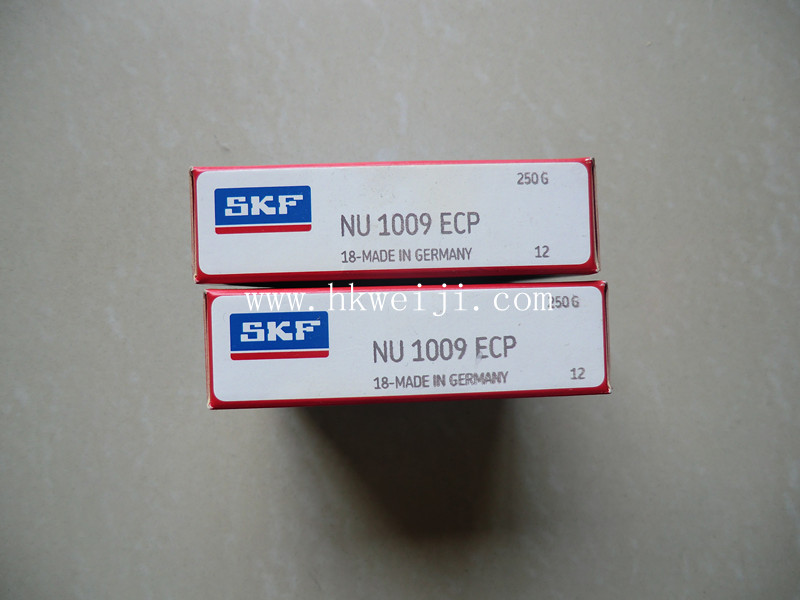 250 G
SKF
NU 1009 ECP
18-MADE IN GERMANY
12
www.hkweiji.com
250 G
SKF
NU 1009 ECP
18-MADE IN GERMANY
12